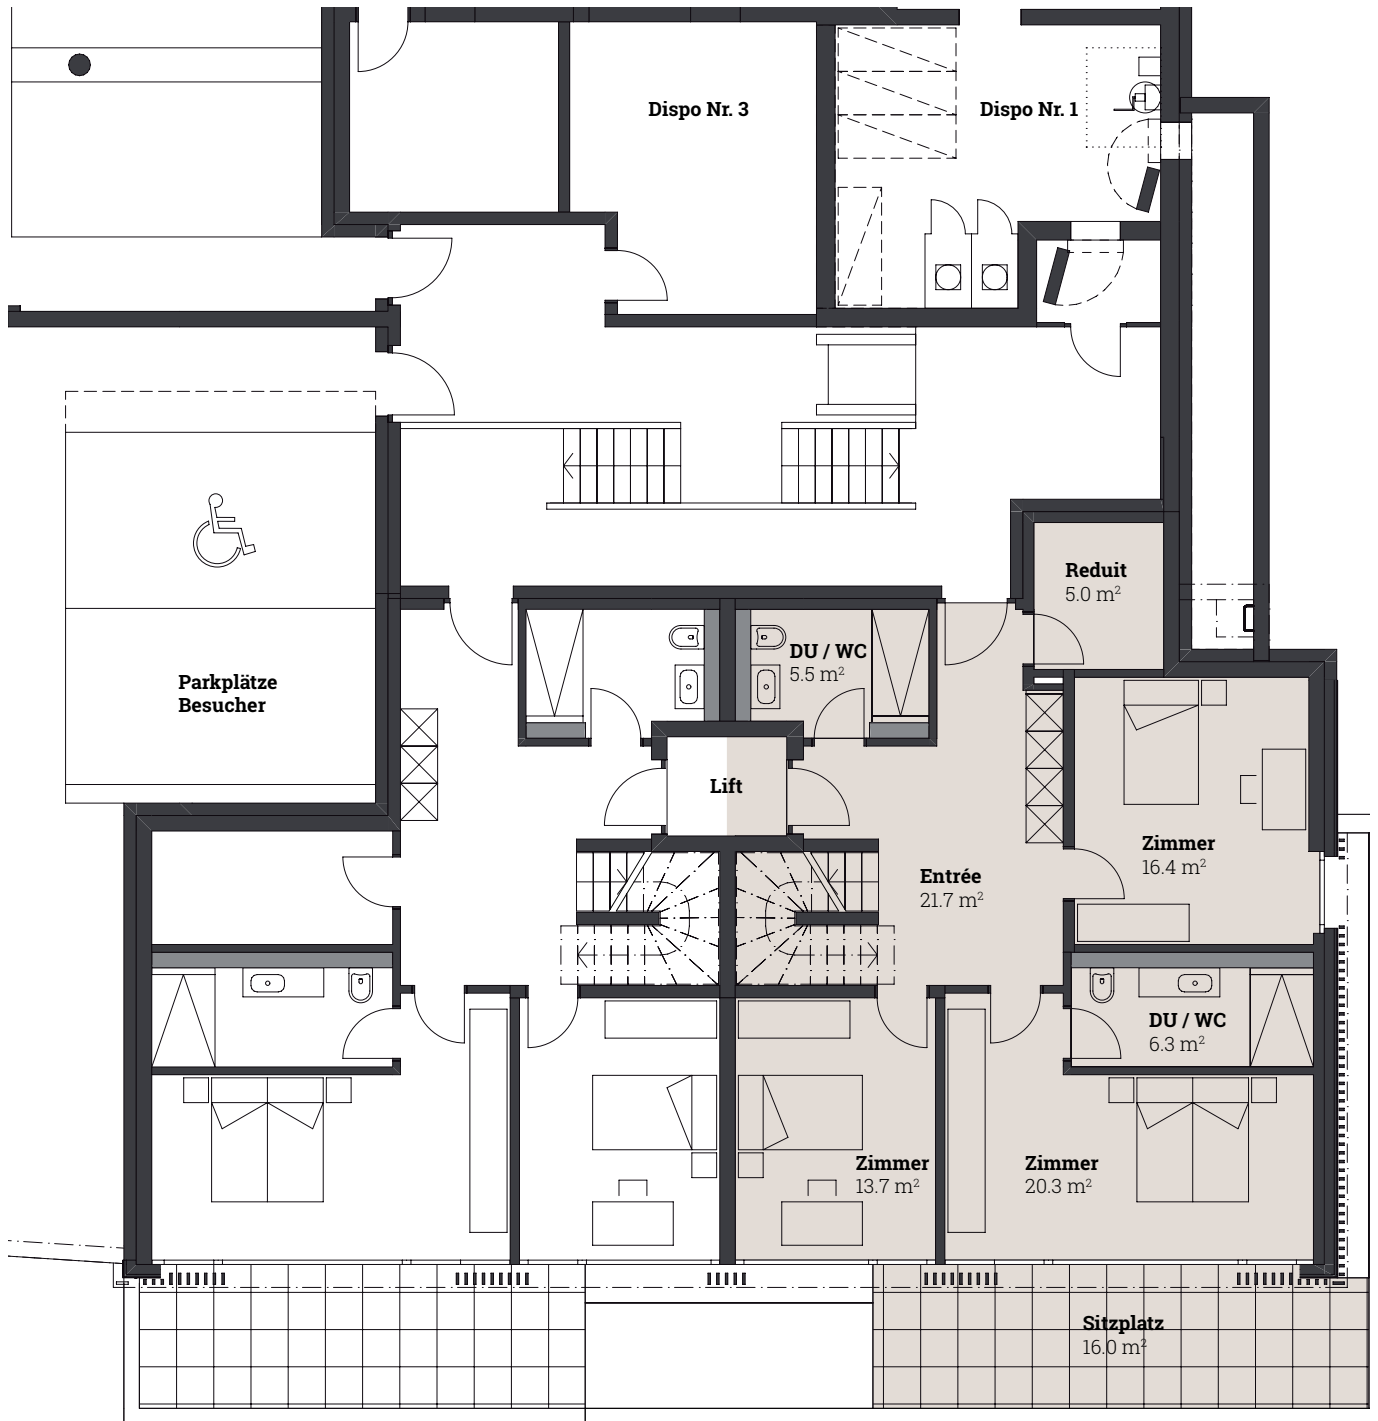 Dispo Nr. 3
Dispo Nr. 1
Reduit
5.0 m²
DU / WC
5.5 m²
Parkplätze
Besucher
Lift
Zimmer
16.4 m²
Entrée
21.7 m²
DU / WC
6.3 m²
Zimmer
13.7 m²
Zimmer
20.3 m²
Sitzplatz
16.0 m²